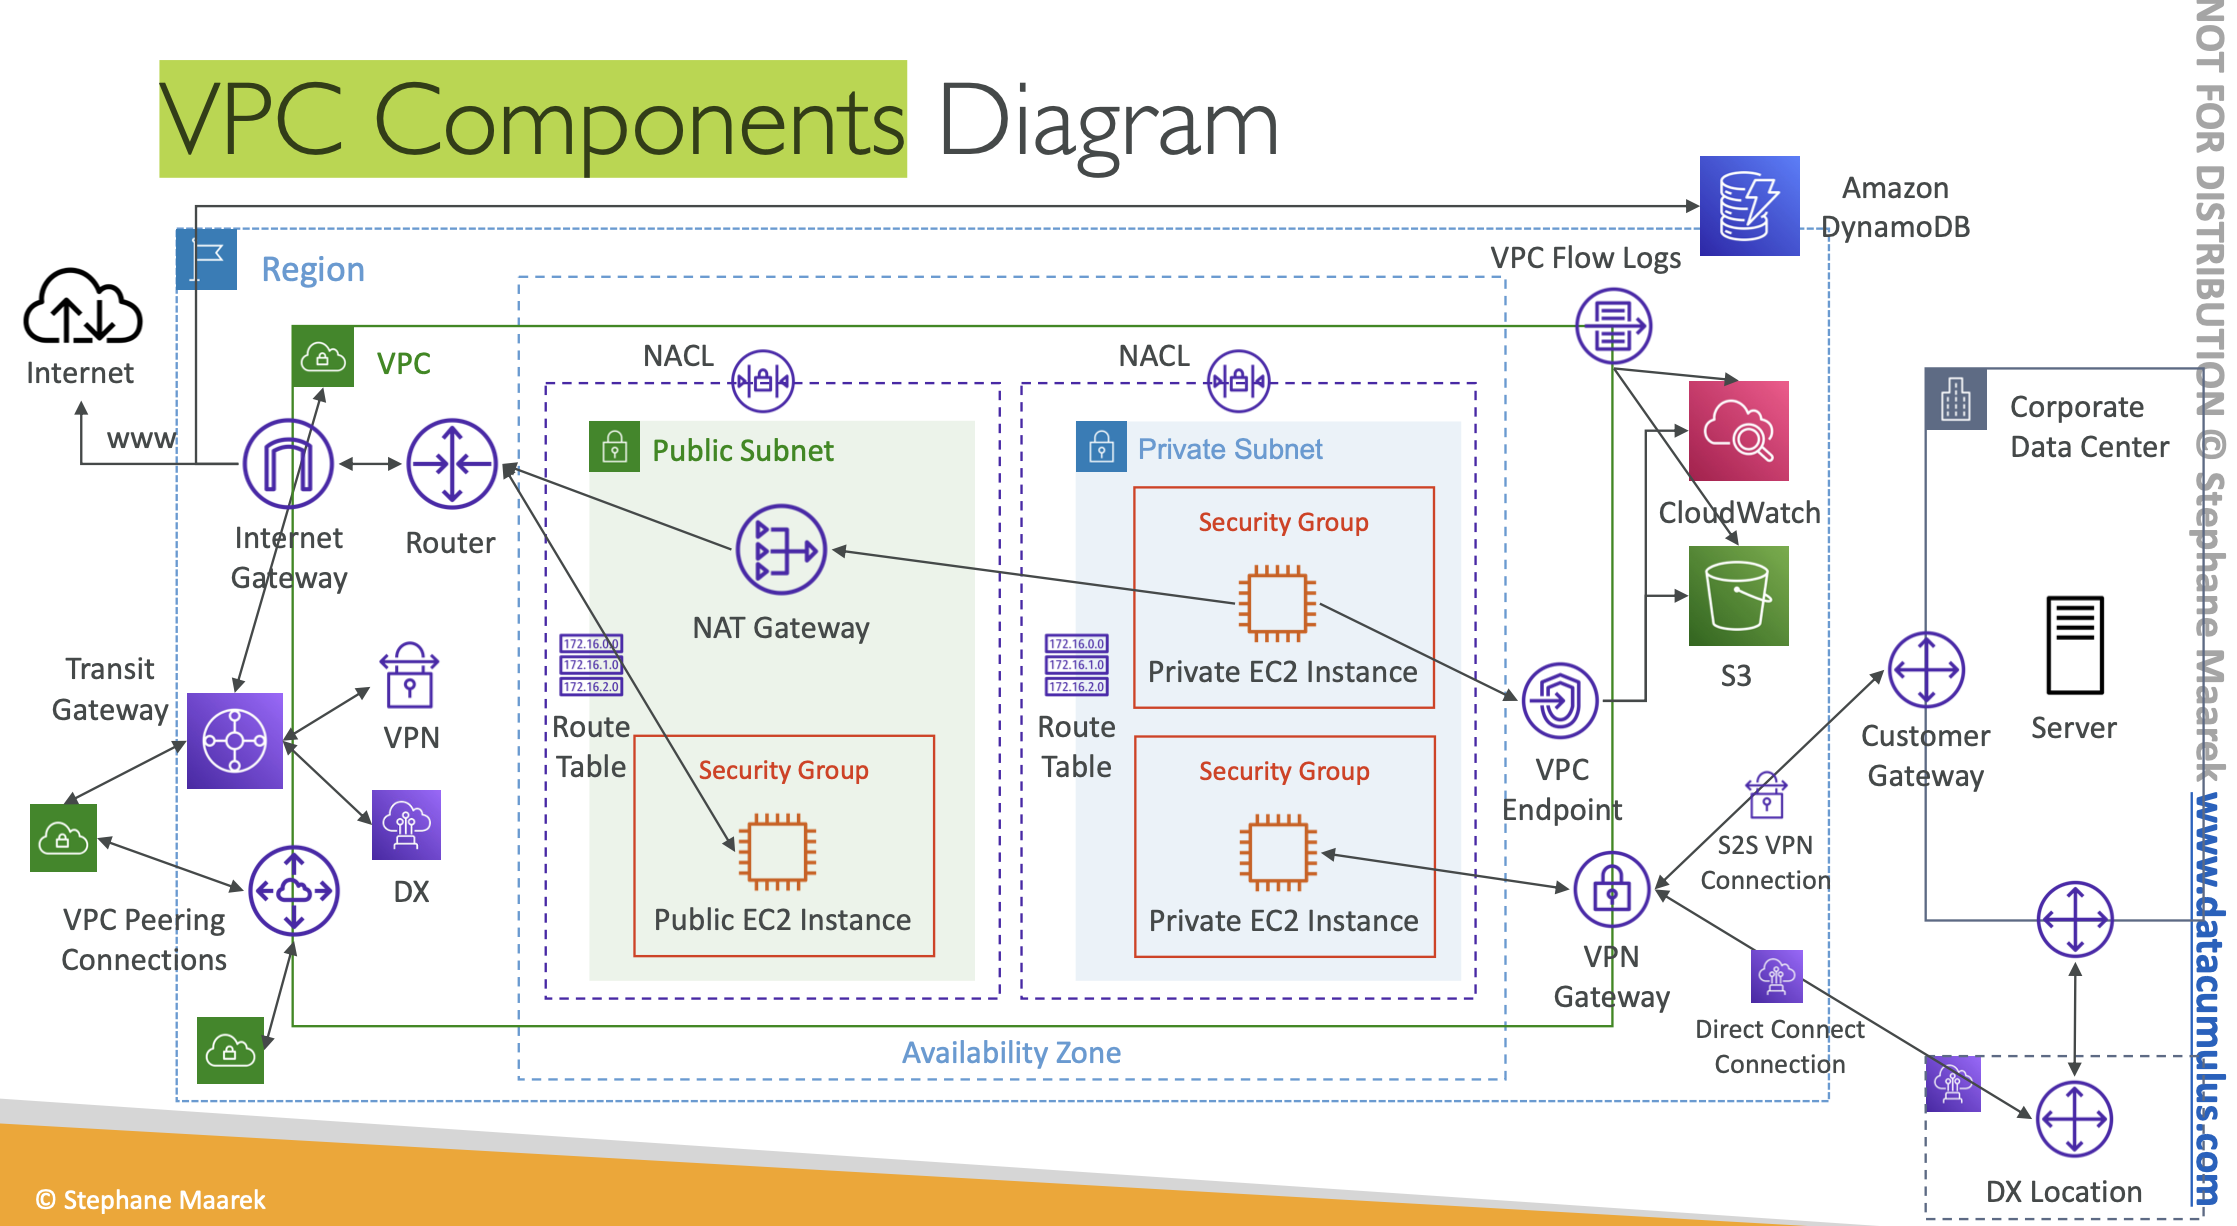 VPC Components Diagram
Amazon
DynamoDB
Region
VPC Flow Logs
Internet
www
VPC
NACL
NACL
Public Subnet
Private Subnet
Internet
Gateway
Router
NAT Gateway
Security Group
Private EC2 Instance
CloudWatch
S3
Corporate
Data Center
Server
Customer
Gateway
Transit
Gateway
VPN
DX
172.16.0.0
172.16.1.0
172.16.2.0
Route
Table
172.16.0.0
172.16.1.0
172.16.2.0
Route
Table
Security Group
Public EC2 Instance
Security Group
Private EC2 Instance
VPC
Endpoint
S2S VPN
Connection
VPC Peering
Connections
VPN
Gateway
Direct Connect
Connection
Availability Zone
DX Location
© Stephane Maarek
NOT FOR DISTRIBUTION © Stephane Maarek www.datacumulus.com